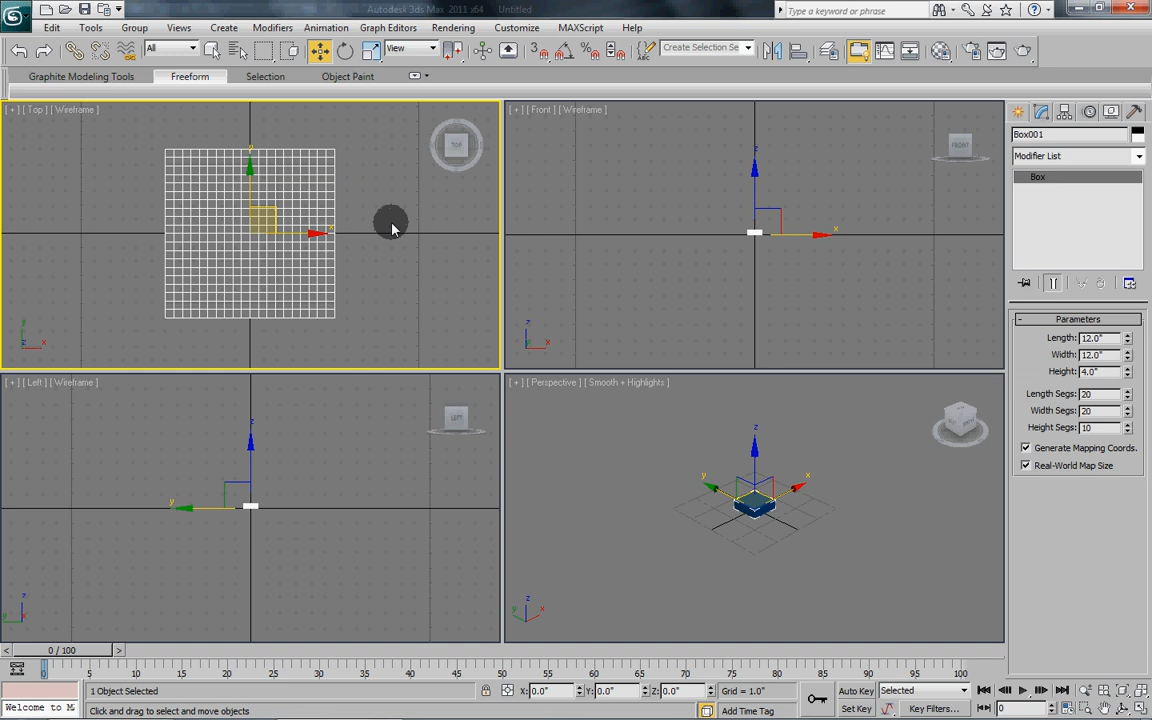 Autodesk 3ds Max 2011 x64 Untitled
Type a keyword or phrase
Edit Tools Group Views Create Modifiers Animation Graph Editors Rendering Customize MAXScript Help
All View 3 Create Selection Se
Graphite Modeling Tools Freeform Selection Object Paint
[ + ] [ Top ] [ Wireframe ]
[ + ] [ Front ] [ Wireframe ]
TOP
FRONT
y
x
z
x
y
x
z
x
[ + ] [ Left ] [ Wireframe ]
[ + ] [ Perspective ] [ Smooth + Highlights ]
LEFT
z
y
z
y
x
z
y
z
y
x
Box001
Modifier List
Box
- Parameters
Length: 12.0"
Width: 12.0"
Height: 4.0"
Length Segs: 20
Width Segs: 20
Height Segs: 10
Generate Mapping Coords.
Real-World Map Size
< 0 / 100 >
0 5 10 15 20 25 30 35 40 45 50 55 60 65 70 75 80 85 90 95 100
1 Object Selected X: 0.0" Y: 0.0" Z: 0.0" Grid = 1.0" Auto Key Selected
Welcome to M Click and drag to select and move objects Add Time Tag Set Key Key Filters... 0